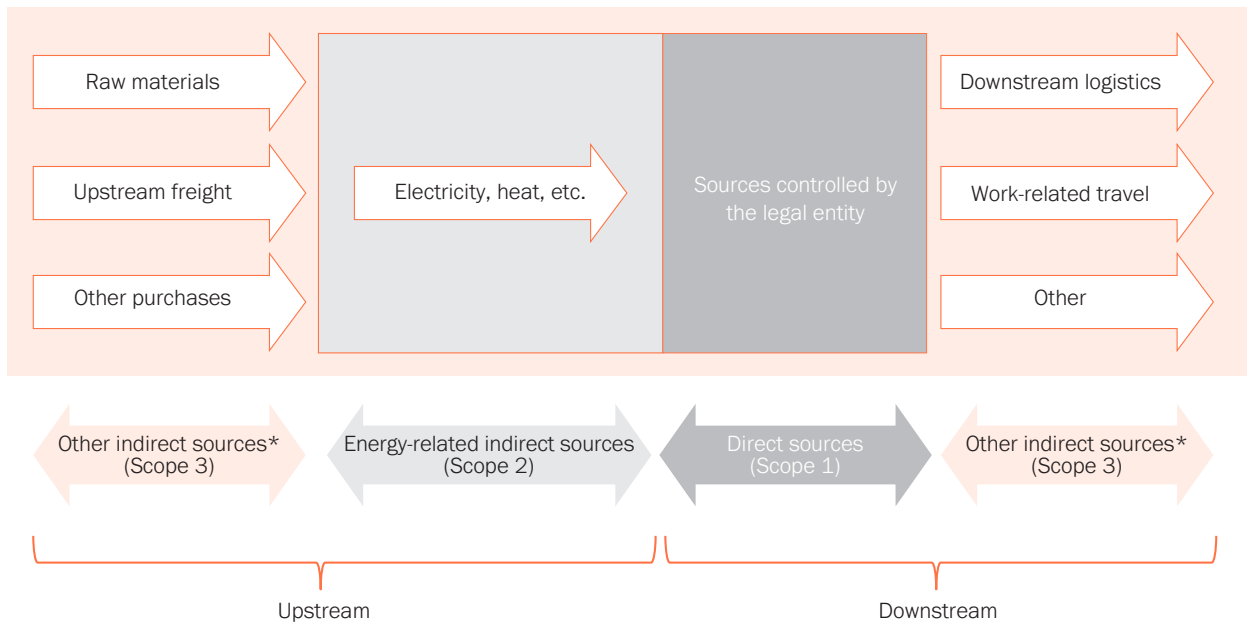 Raw materials
Upstream freight
Other purchases
Electricity, heat, etc.
Sources controlled by
the legal entity
Downstream logistics
Work-related travel
Other
Other indirect sources*
(Scope 3)
Energy-related indirect sources
(Scope 2)
Direct sources
(Scope 1)
Other indirect sources*
(Scope 3)
Upstream
Downstream